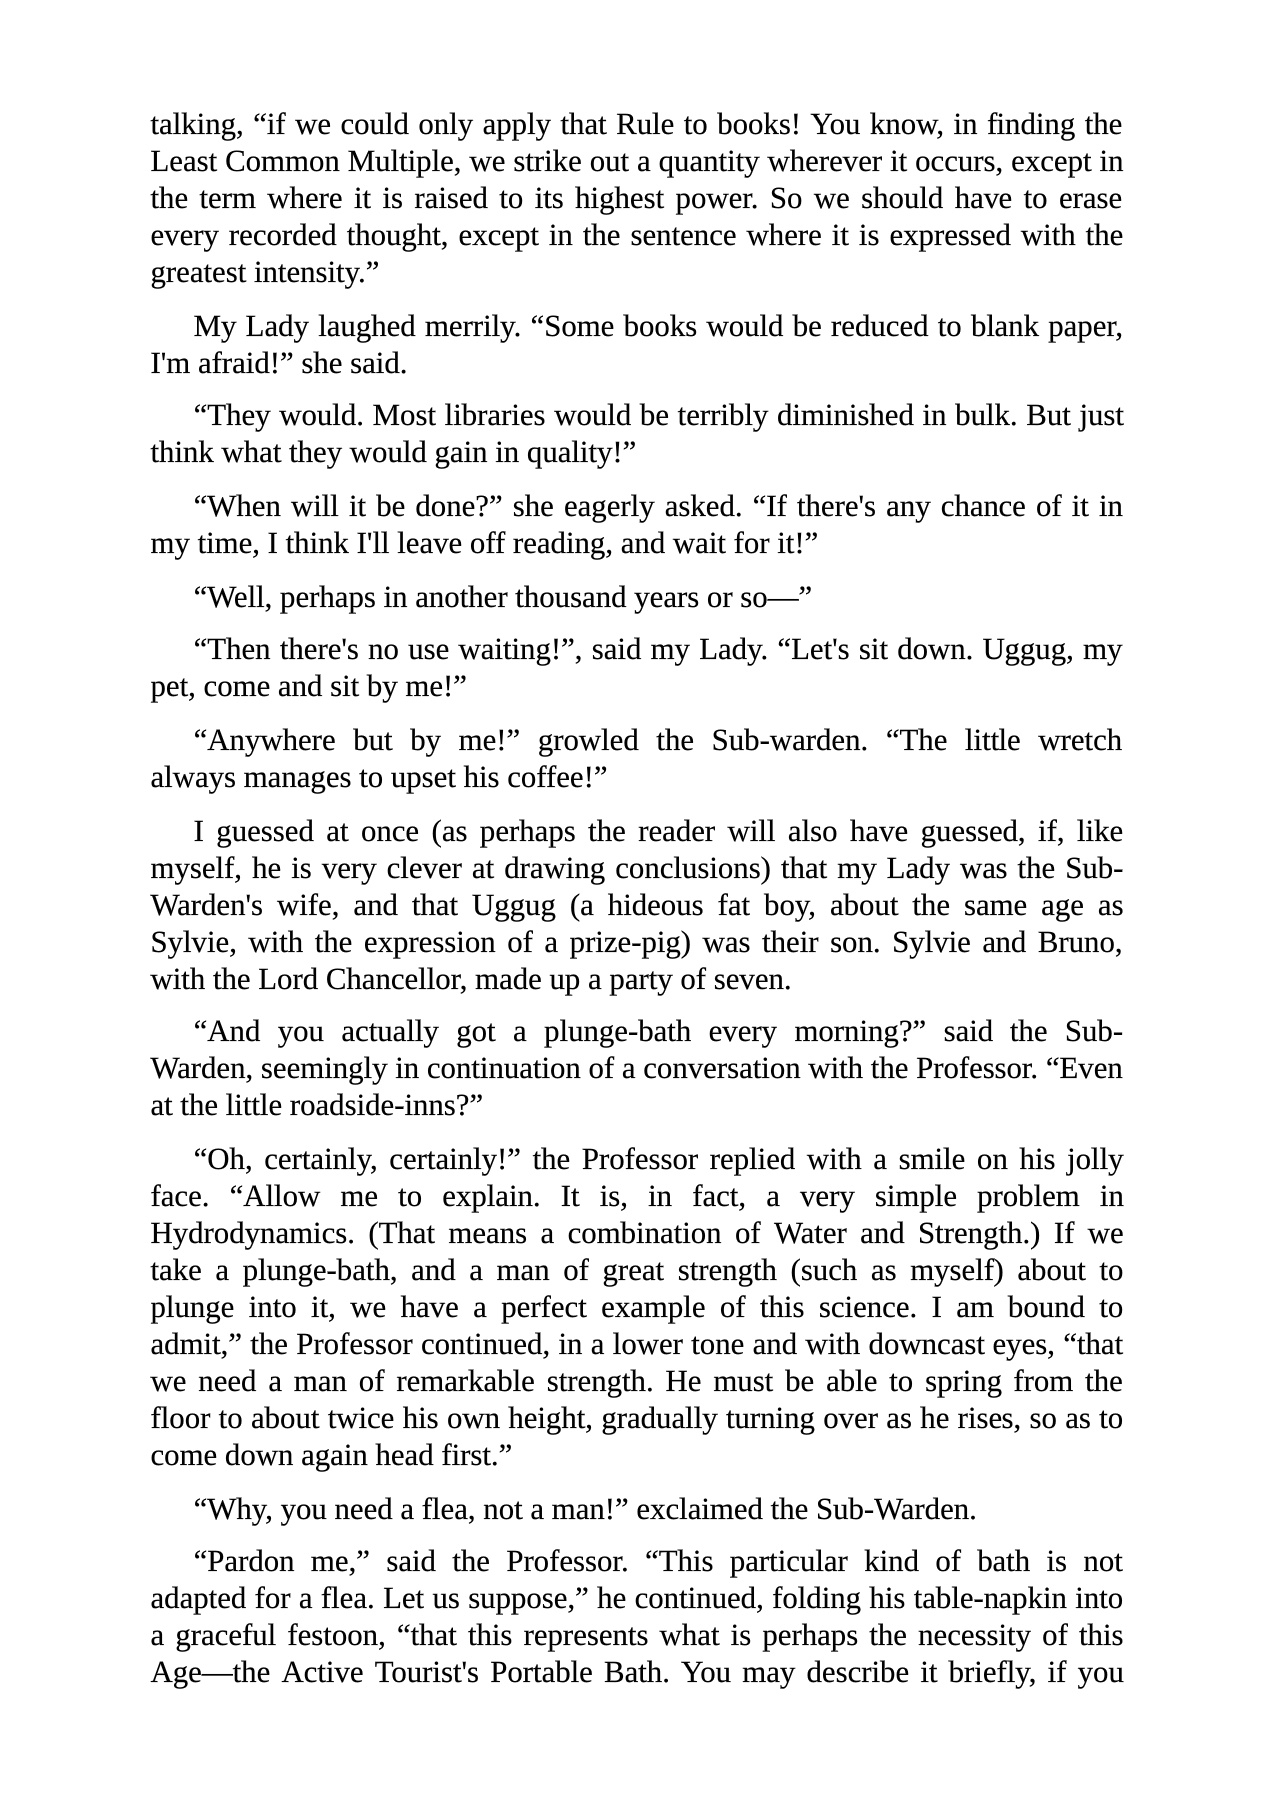 talking, “if we could only apply that Rule to books! You know, in finding the
Least Common Multiple, we strike out a quantity wherever it occurs, except in
the term where it is raised to its highest power. So we should have to erase
every recorded thought, except in the sentence where it is expressed with the
greatest intensity.”
My Lady laughed merrily. “Some books would be reduced to blank paper,
I'm afraid!” she said.
“They would. Most libraries would be terribly diminished in bulk. But just
think what they would gain in quality!”
“When will it be done?” she eagerly asked. “If there's any chance of it in
my time, I think I'll leave off reading, and wait for it!”
“Well, perhaps in another thousand years or so—”
“Then there's no use waiting!”, said my Lady. “Let's sit down. Uggug, my
pet, come and sit by me!”
“Anywhere but by me!” growled the Sub-warden. “The little wretch
always manages to upset his coffee!”
I guessed at once (as perhaps the reader will also have guessed, if, like
myself, he is very clever at drawing conclusions) that my Lady was the Sub-
Warden's wife, and that Uggug (a hideous fat boy, about the same age as
Sylvie, with the expression of a prize-pig) was their son. Sylvie and Bruno,
with the Lord Chancellor, made up a party of seven.
“And you actually got a plunge-bath every morning?” said the Sub-
Warden, seemingly in continuation of a conversation with the Professor. “Even
at the little roadside-inns?”
“Oh, certainly, certainly!” the Professor replied with a smile on his jolly
face. “Allow me to explain. It is, in fact, a very simple problem in
Hydrodynamics. (That means a combination of Water and Strength.) If we
take a plunge-bath, and a man of great strength (such as myself) about to
plunge into it, we have a perfect example of this science. I am bound to
admit,” the Professor continued, in a lower tone and with downcast eyes, “that
we need a man of remarkable strength. He must be able to spring from the
floor to about twice his own height, gradually turning over as he rises, so as to
come down again head first.”
“Why, you need a flea, not a man!” exclaimed the Sub-Warden.
“Pardon me,” said the Professor. “This particular kind of bath is not
adapted for a flea. Let us suppose,” he continued, folding his table-napkin into
a graceful festoon, “that this represents what is perhaps the necessity of this
Age—the Active Tourist's Portable Bath. You may describe it briefly, if you